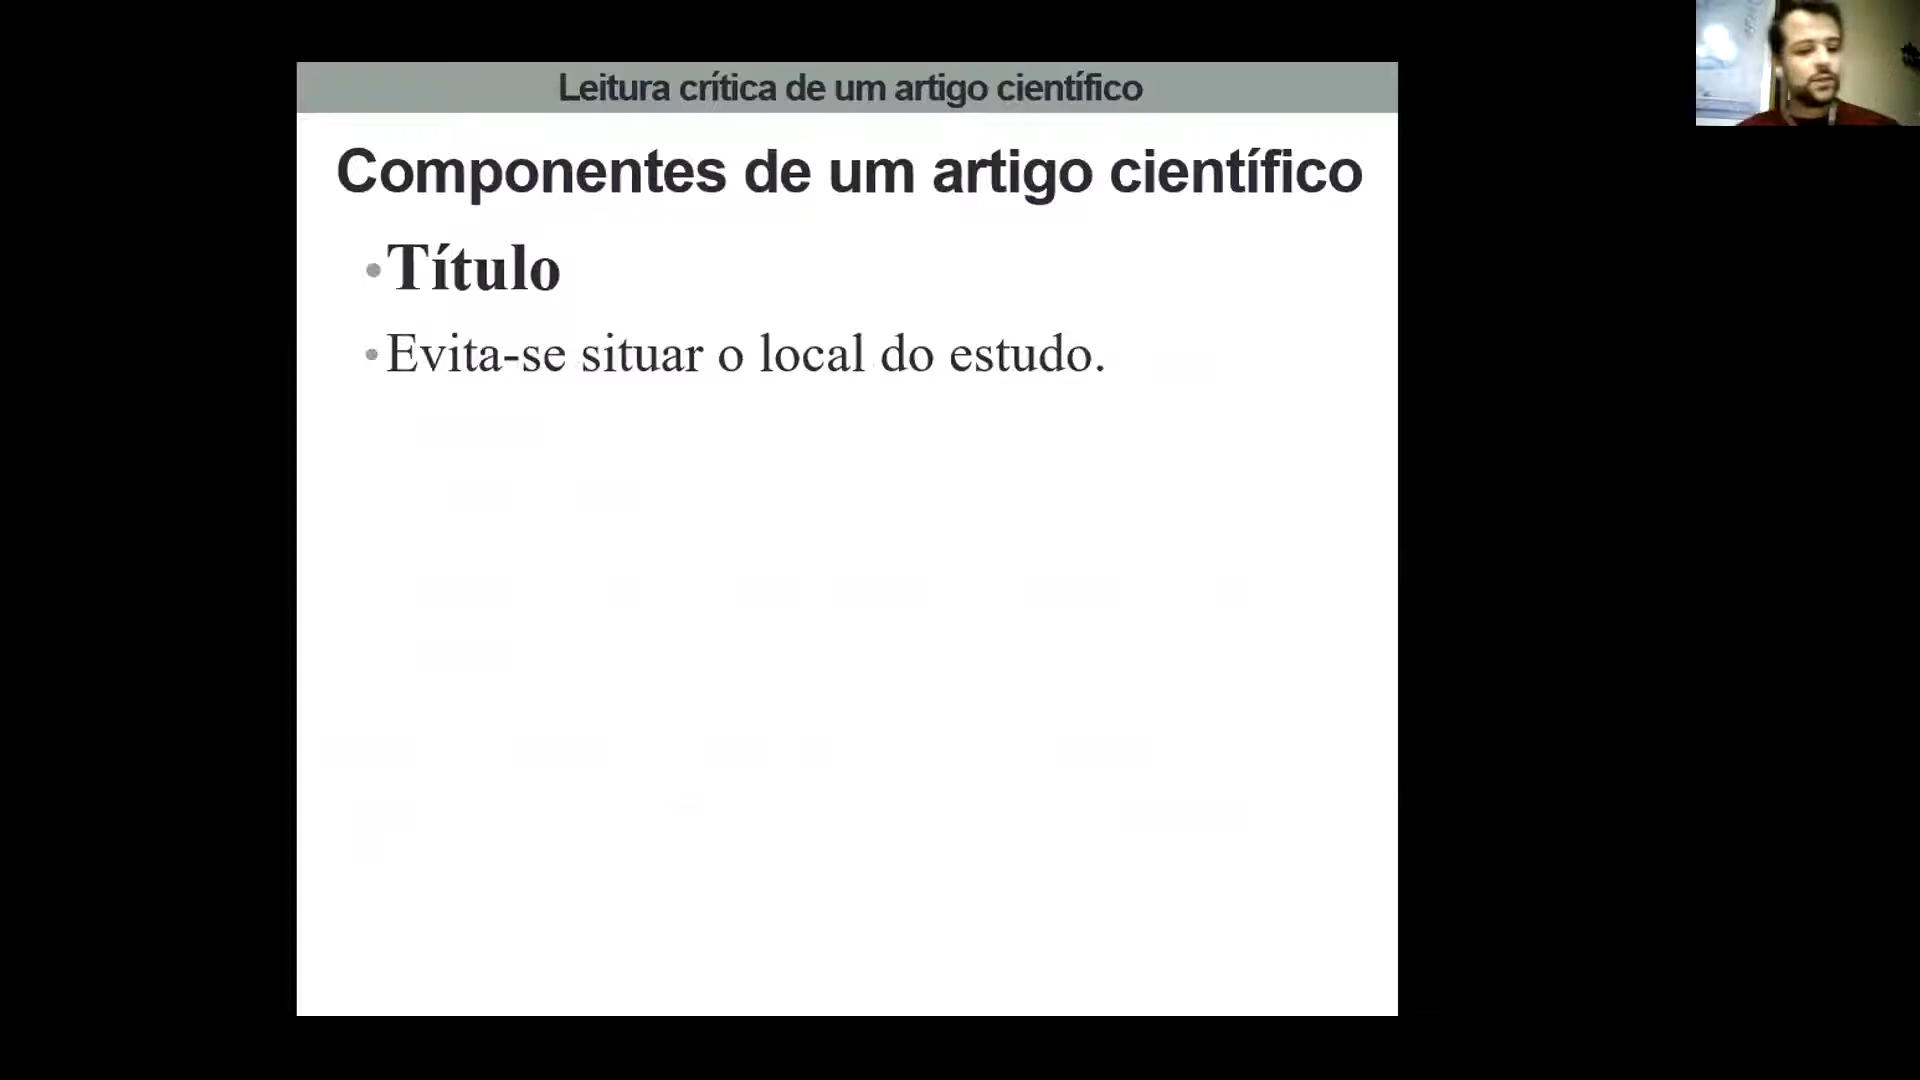 Leitura crítica de um artigo científico
Componentes de um artigo científico
•Título
•Evita-se situar o local do estudo.